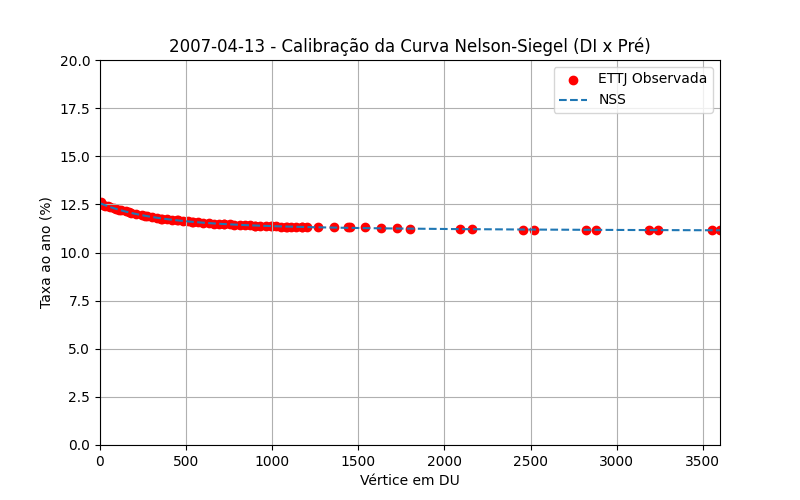 2007-04-13 - Calibração da Curva Nelson-Siegel (DI x Pré)
ETTJ Observada
NSS
Taxa ao ano (%)
20.0
17.5
15.0
12.5
10.0
7.5
5.0
2.5
0.0
0 500 1000 1500 2000 2500 3000 3500
Vértice em DU